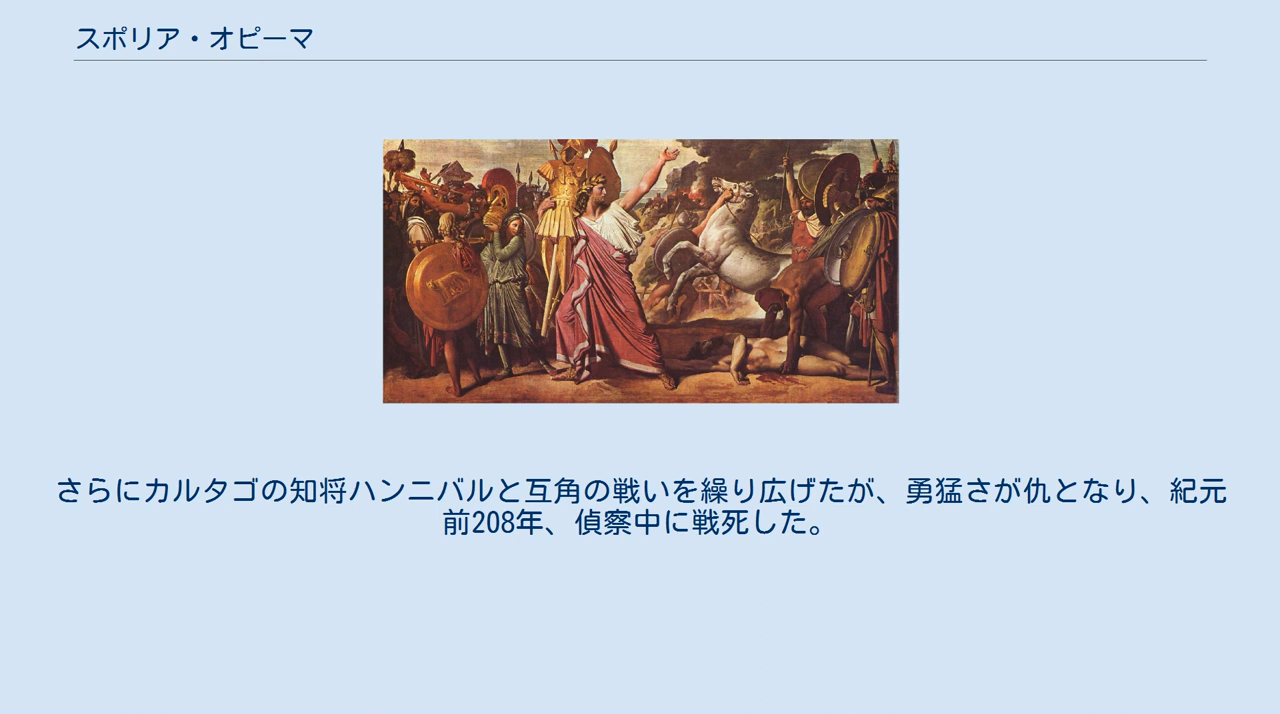 スポリア・オピーマ
さらにカルタゴの知将ハンニバルと互角の戦いを繰り広げたが、勇猛さが仇となり、紀元
前208年、偵察中に戦死した。